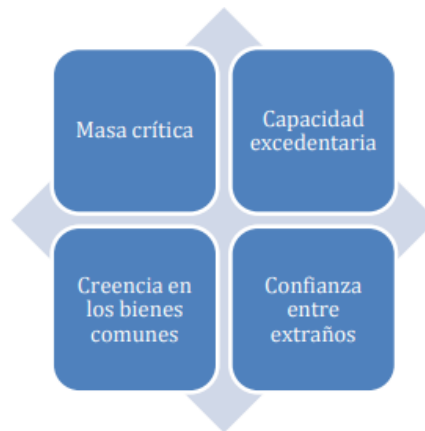 Masa crítica
Capacidad
excedentaria
Creencia en
los bienes
comunes
Confianza
entre
extraños